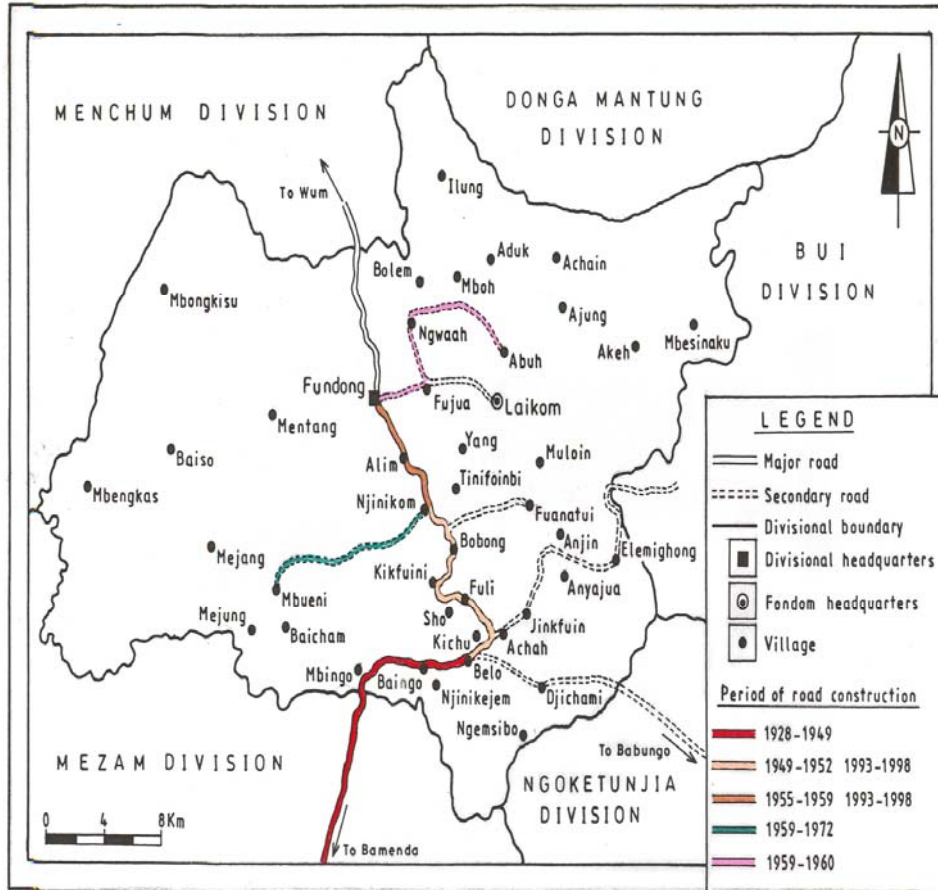 MENCHUM DIVISION
DONGA MANTUNG
DIVISION
N
To Wum
Ilung
BUI
DIVISION
Aduk
Achain
Bolem
Mboh
Mbongkisu
Ajung
Ngwaah
Mbesinaku
Akeh
Abuh
Fundong
Fujua
Laikom
Mentang
Yang
Muloin
Baiso
Alim
Tinifoinbi
Mbengkas
Njinikom
Fuanatui
Anjin
Elemighong
Bobong
Mejang
Kikfuini
Anyajua
Mbueni
Fuli
Sho
Jinkfuin
Mejung
Baicham
Kichu
Achah
Mbingo
Baingo
Belo
Njinikejem
Djichami
Ngemsibo
To Babungo
MEZAM DIVISION
NGOKETUNJIA
DIVISION
0 4 8Km
To Bamenda
LEGEND
Major road
Secondary road
Divisional boundary
Divisional headquarters
Fondom headquarters
Village
Period of road construction
1928-1949
1949-1952 1993-1998
1955-1959 1993-1998
1959-1972
1959-1960